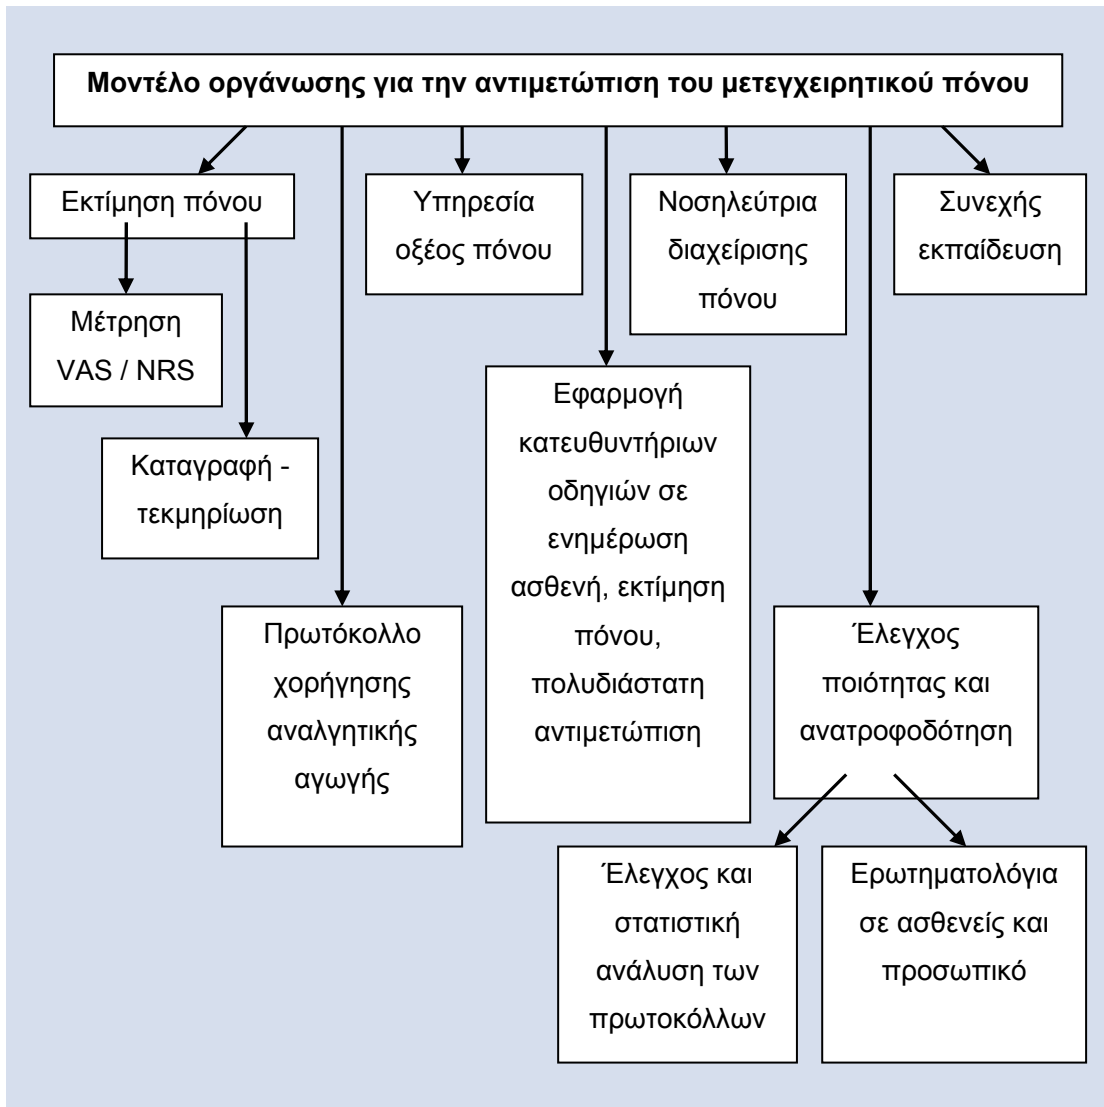 Μοντέλο οργάνωσης για την αντιμετώπιση του μετεγχειρητικού πόνου
Εκτίμηση πόνου
Υπηρεσία
οξέος πόνου
Νοσηλεύτρια
διαχείρισης
πόνου
Συνεχής
εκπαίδευση
Μέτρηση
VAS / NRS
Καταγραφή -
τεκμηρίωση
Εφαρμογή
κατευθυντήριων
οδηγιών σε
ενημέρωση
ασθενή, εκτίμηση
πόνου,
πολυδιάστατη
αντιμετώπιση
Πρωτόκολλο
χορήγησης
αναλγητικής
αγωγής
Έλεγχος
ποιότητας και
ανατροφοδότηση
Έλεγχος και
στατιστική
ανάλυση των
πρωτοκόλλων
Ερωτηματολόγια
σε ασθενείς και
προσωπικό